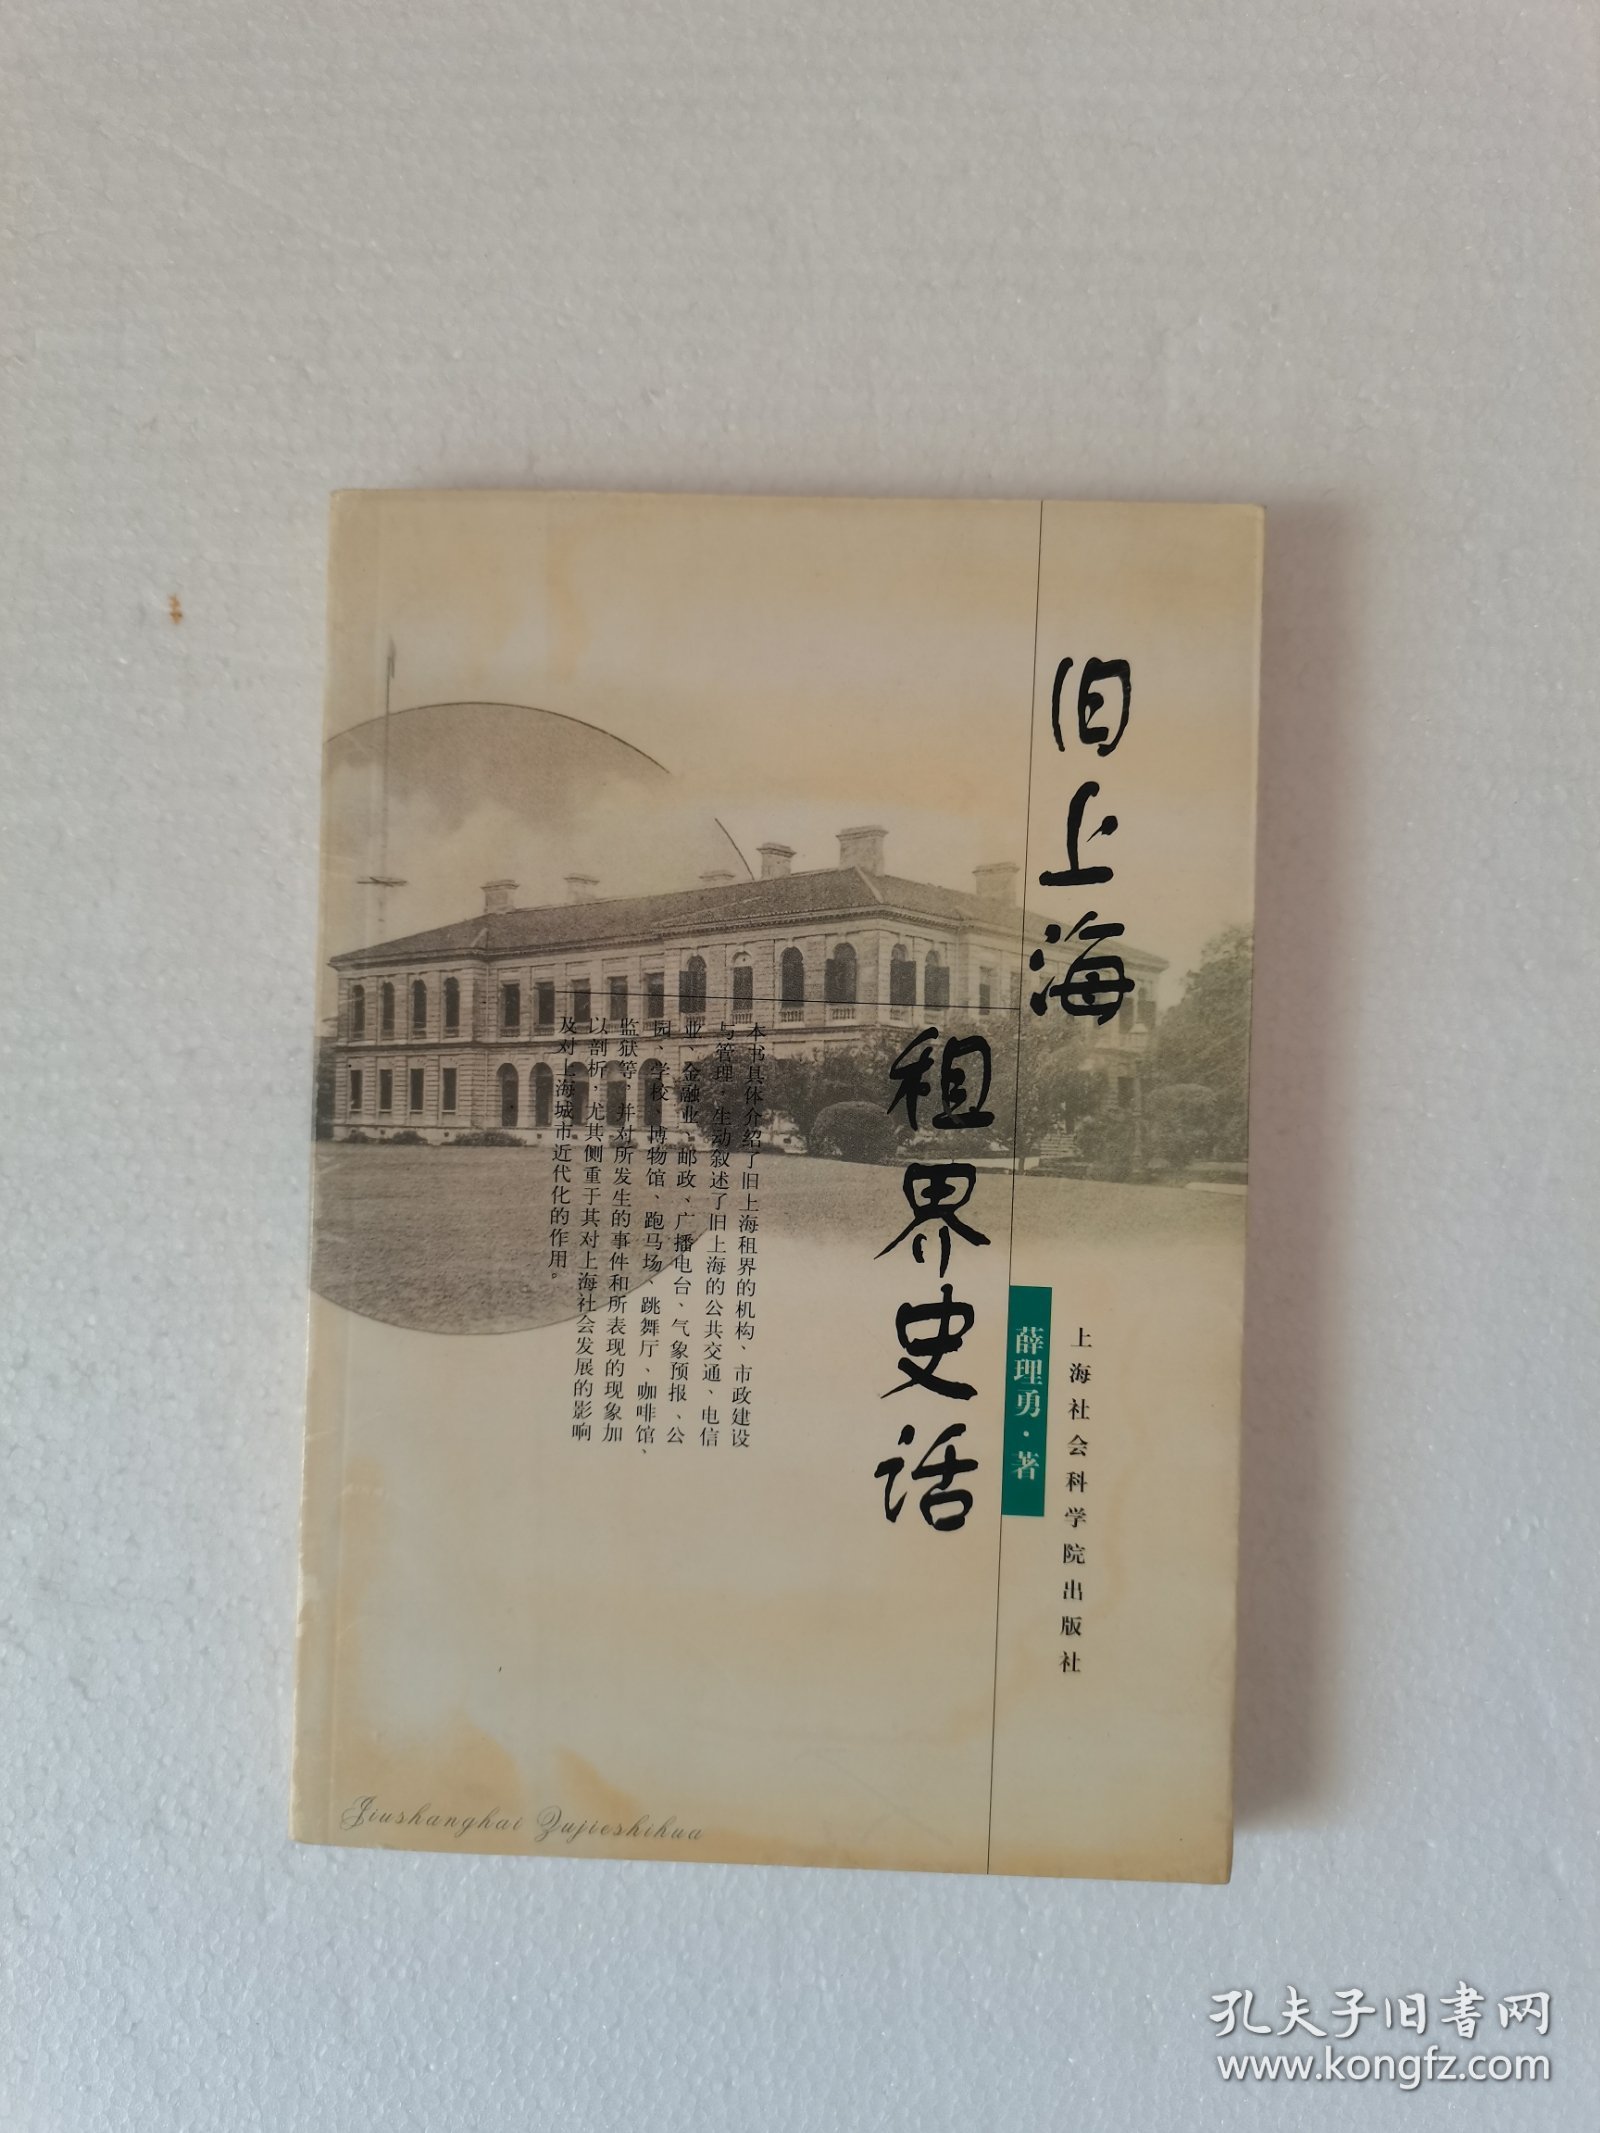 旧上海
租界史话
薛理勇·著
上海社会科学院出版社
本书具体介绍了旧上海租界的机构、市政建设
与管理,生动叙述了旧上海的公共交通、电信
业、金融业、邮政、广播电台、气象预报、公
园、学校、博物馆、跑马场、跳舞厅、咖啡馆、
监狱等,并对所发生的事件和所表现的现象加
以剖析,尤其侧重于其对上海社会发展的影响
及对上海城市近代化的作用。
Jiushanghai Zujieshihua
孔夫子旧书网
www.kongfz.com